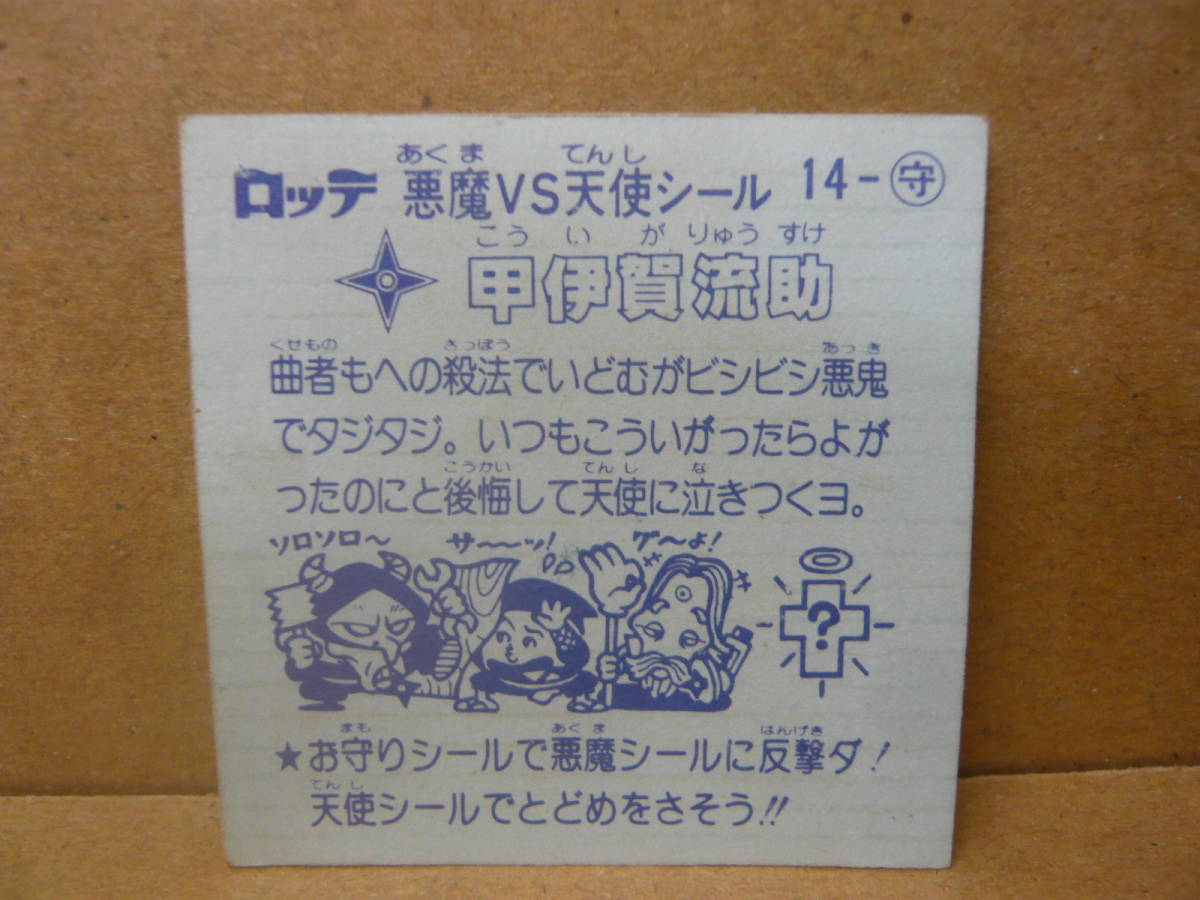 あくま てんし
ロッテ 悪魔VS天使シール 14-㊕守
こう い が りゅう すけ
甲伊賀流助
くせもの さっぽう あっき
曲者もへの殺法でいどむがビシビシ悪鬼
でタジタジ。いつもこういがったらよが
こうかい てんし な
ったのにと後悔して天使に泣きつくヨ。
ソロソロ〜 サ〜〜ッ! グ〜よ!
?
まも あくま はんげき
★お守りシールで悪魔シールに反撃ダ!
てんし
天使シールでとどめをさそう!!